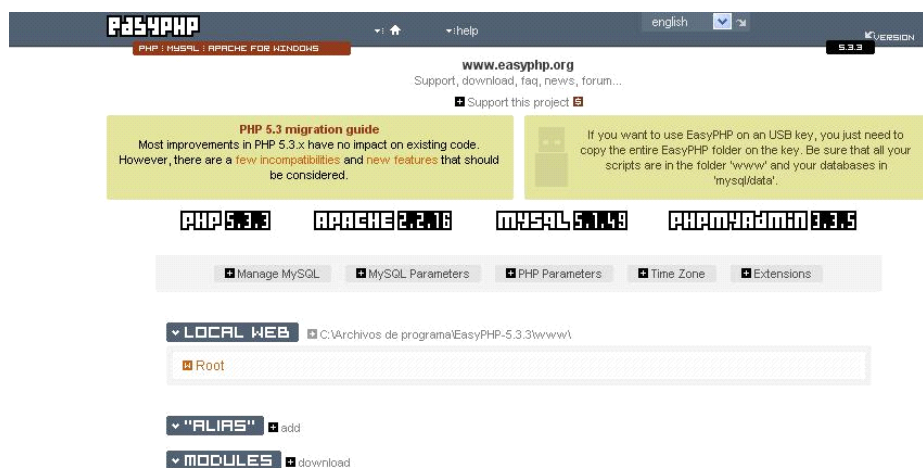 easyphp
help
english
PHP : MYSQL : APACHE FOR WINDOWS
VERSION
5.3.3
www.easyphp.org
Support, download, faq, news, forum...
Support this project
PHP 5.3 migration guide
Most improvements in PHP 5.3.x have no impact on existing code.
However, there are a few incompatibilities and new features that should
be considered.
If you want to use EasyPHP on an USB key, you just need to
copy the entire EasyPHP folder on the key. Be sure that all your
scripts are in the folder 'www' and your databases in
'mysql/data'.
PHP 5.3.3 APACHE 2.2.16 MYSQL 5.1.49 PHPMYADMIN 3.3.5
Manage MySQL MySQL Parameters PHP Parameters Time Zone Extensions
LOCAL WEB C:\Archivos de programa\EasyPHP-5.3.3\www\
Root
"ALIAS" add
MODULES download